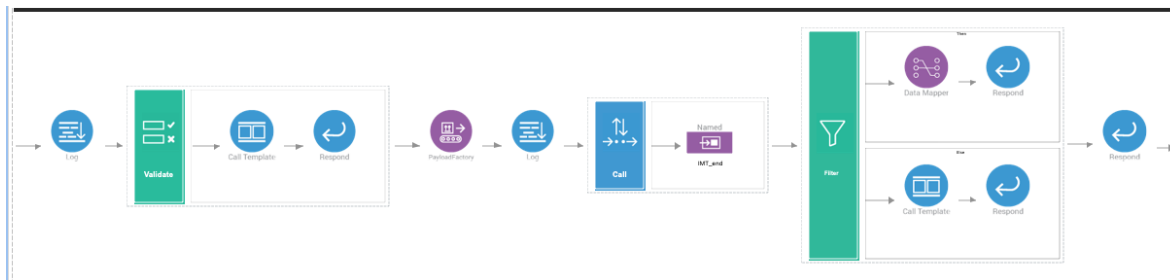 Log
Validate
Call Template
Respond
PayloadFactory
Log
Call
Named
IMT_end
Filter
Then
Data Mapper
Respond
Else
Call Template
Respond
Respond